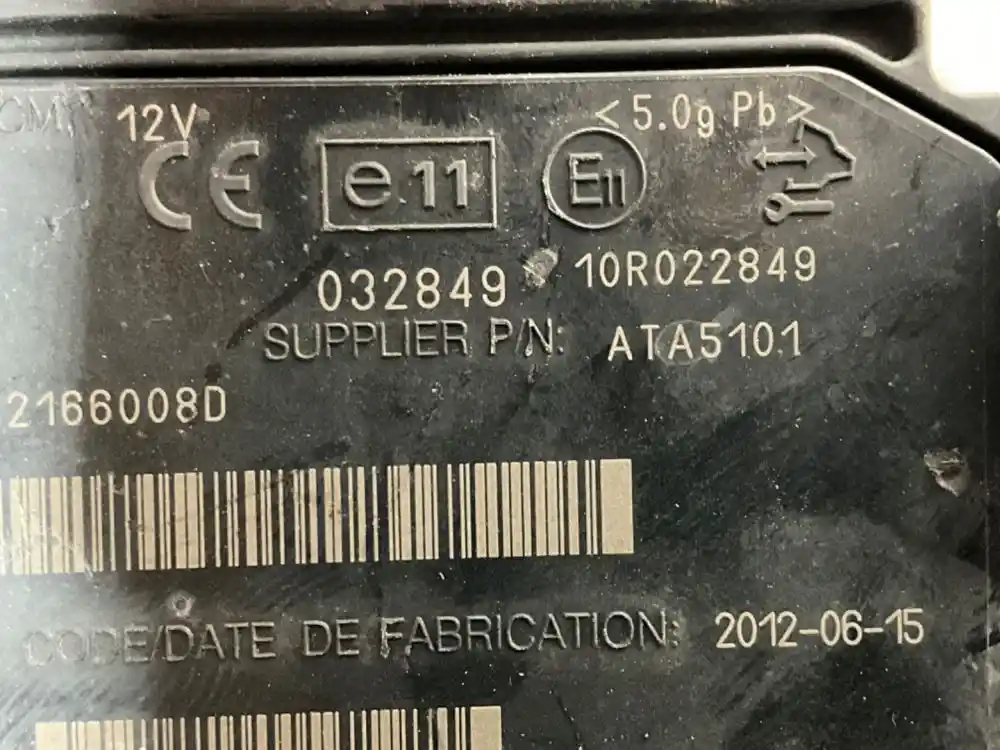 12V < 5.0g Pb >
CE e 11 E11
032849 10R022849
SUPPLIER P/N: ATA5101
2166008D
CODE/DATE DE FABRICATION: 2012-06-15